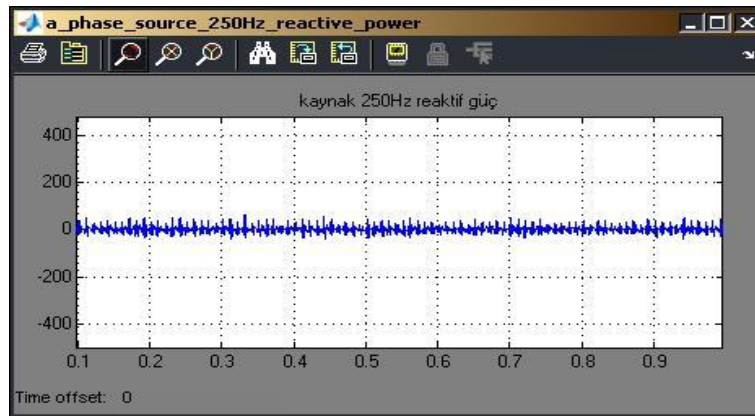 a_phase_source_250Hz_reactive_power
kaynak 250Hz reaktif güç
400
200
0
-200
-400
0.1 0.2 0.3 0.4 0.5 0.6 0.7 0.8 0.9
Time offset: 0